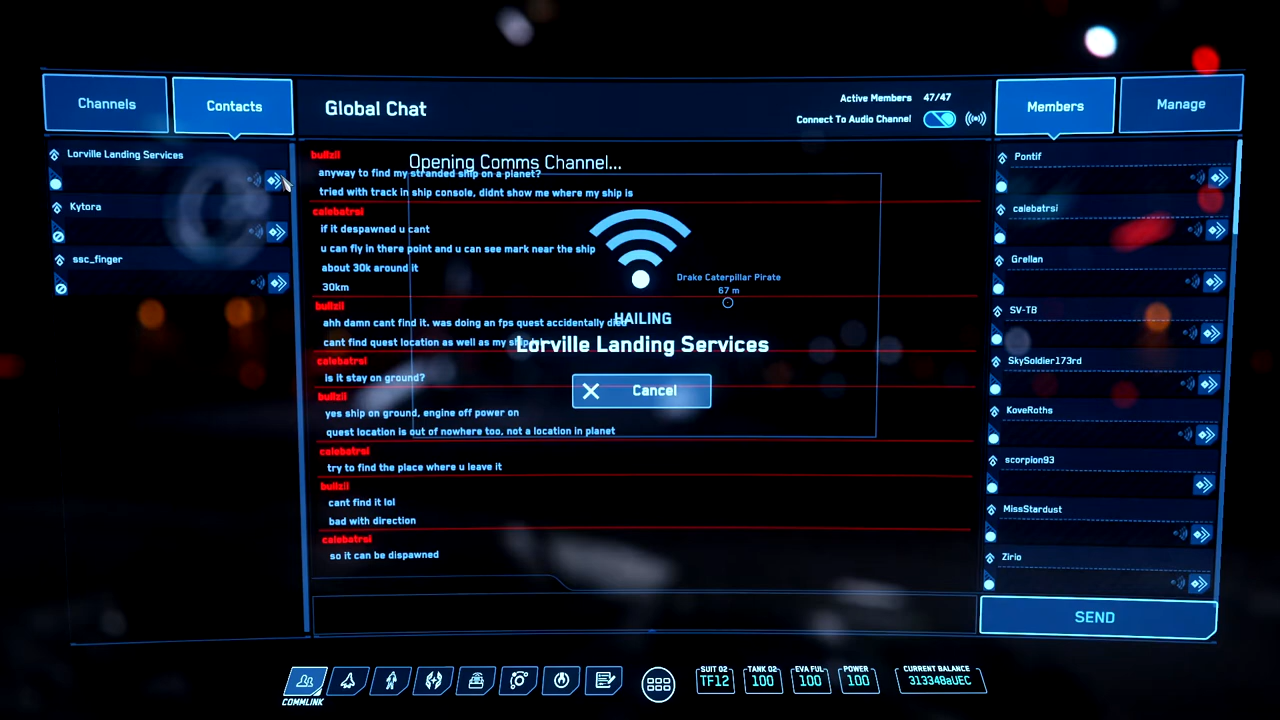 Channels
Contacts
Global Chat
Active Members 47/47
Connect To Audio Channel
Members
Manage
Lorville Landing Services
Kytora
ssc_finger
bullzil
anyway to find my stranded ship on a planet?
tried with track in ship console, didnt show me where my ship is
calebatrsi
if it despawned u cant
u can fly in there point and u can see mark near the ship
about 30k around it
30km
bullzil
ahh damn cant find it. was doing an fps quest accidentally died
cant find quest location as well as my ship
calebatrsi
is it stay on ground?
bullzil
yes ship on ground, engine off power on
quest location is out of nowhere too, not a location in planet
calebatrsi
try to find the place where u leave it
bullzil
cant find it lol
bad with direction
calebatrsi
so it can be dispawned
Opening Comms Channel...
Drake Caterpillar Pirate
67 m
HAILING
Lorville Landing Services
Cancel
Pontif
calebatrsi
Grellan
SV-TB
SkySoldier173rd
KoveRoths
scorpion93
MissStardust
Zirio
SEND
COMMLINK
SUIT O2
TF12
TANK O2
100
EVA FUL
100
POWER
100
CURRENT BALANCE
313348aUEC